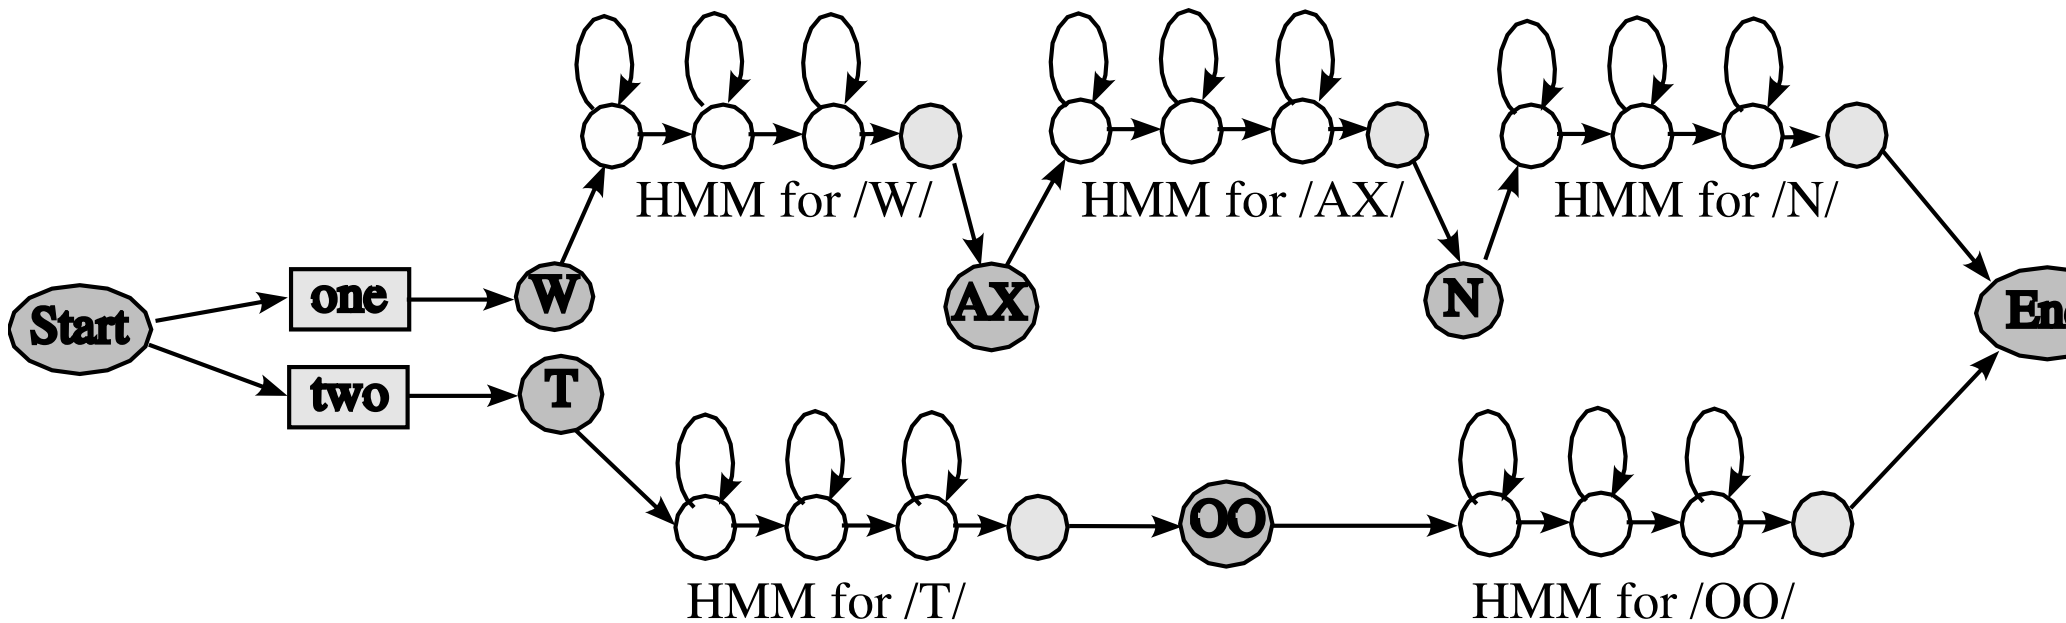 HMM for /W/
HMM for /AX/
HMM for /N/
Start
one
W
AX
N
two
T
OO
HMM for /T/
HMM for /OO/